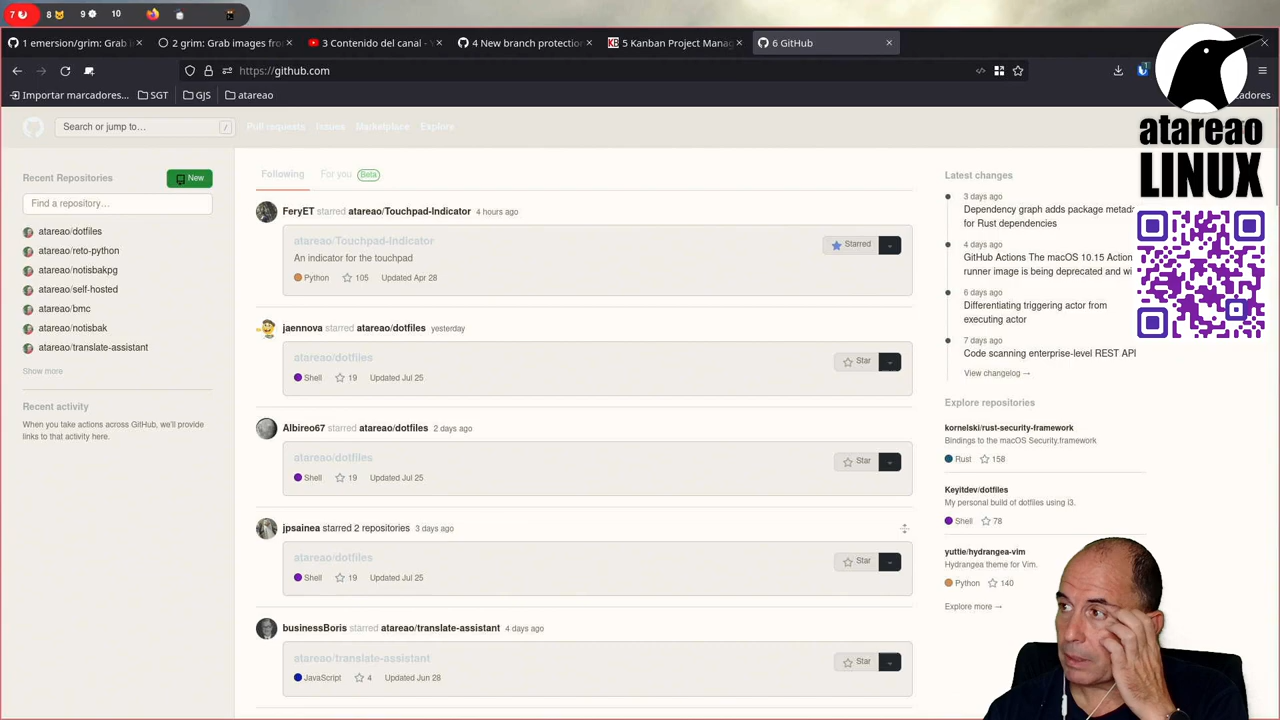 7
8
9
10
1 emersion/grim: Grab i
2 grim: Grab images fro
3 Contenido del canal - Y
4 New branch protection
5 Kanban Project Manag
6 GitHub
https://github.com
Importar marcadores...
SGT
GJS
atareao
cadores
atareao
LINUX
Search or jump to...
/
Pull requests
Issues
Marketplace
Explore
Recent Repositories
New
Find a repository...
atareao/dotfiles
atareao/reto-python
atareao/notisbakpg
atareao/self-hosted
atareao/bmc
atareao/notisbak
atareao/translate-assistant
Show more
Recent activity
When you take actions across GitHub, we'll provide
links to that activity here.
Following
For you
Beta
FeryET starred atareao/Touchpad-Indicator 4 hours ago
atareao/Touchpad-Indicator
Starred
An indicator for the touchpad
Python
105
Updated Apr 28
jaennova starred atareao/dotfiles yesterday
atareao/dotfiles
Star
Shell
19
Updated Jul 25
Albireo67 starred atareao/dotfiles 2 days ago
atareao/dotfiles
Star
Shell
19
Updated Jul 25
jpsainea starred 2 repositories 3 days ago
atareao/dotfiles
Star
Shell
19
Updated Jul 25
businessBoris starred atareao/translate-assistant 4 days ago
atareao/translate-assistant
Star
JavaScript
4
Updated Jun 28
Latest changes
3 days ago
Dependency graph adds package metada
for Rust dependencies
4 days ago
GitHub Actions The macOS 10.15 Action
runner image is being deprecated and wi
6 days ago
Differentiating triggering actor from
executing actor
7 days ago
Code scanning enterprise-level REST API
View changelog →
Explore repositories
kornelski/rust-security-framework
Bindings to the macOS Security.framework
Rust
158
Keyitdev/dotfiles
My personal build of dotfiles using i3.
Shell
78
yuttie/hydrangea-vim
Hydrangea theme for Vim.
Python
140
Explore more →